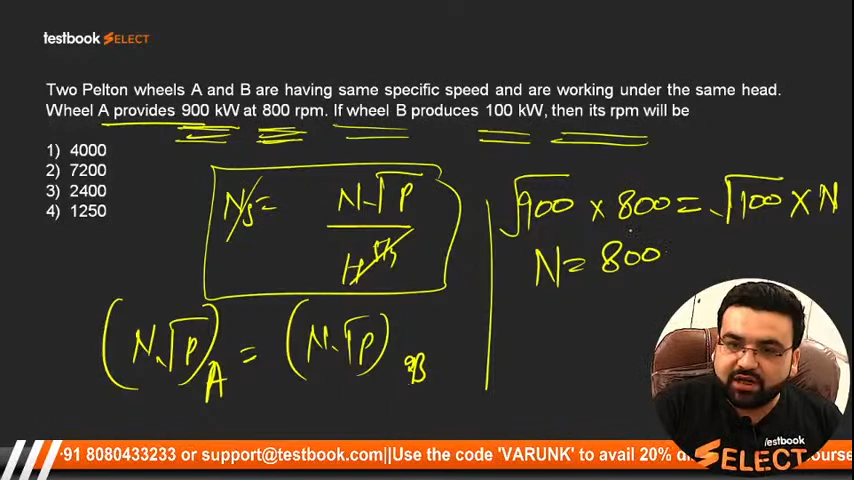 testbook SELECT
Two Pelton wheels A and B are having same specific speed and are working under the same head.
Wheel A provides 900 kW at 800 rpm. If wheel B produces 100 kW, then its rpm will be
1) 4000
2) 7200
3) 2400
4) 1250
Ns = N√P / H^5/4
(N√P)A = (N√P)B
√900 × 800 = √100 × N
N = 800
testbook
SELECT
+91 8080433233 or support@testbook.com||Use the code 'VARUNK' to avail 20% di
ourse